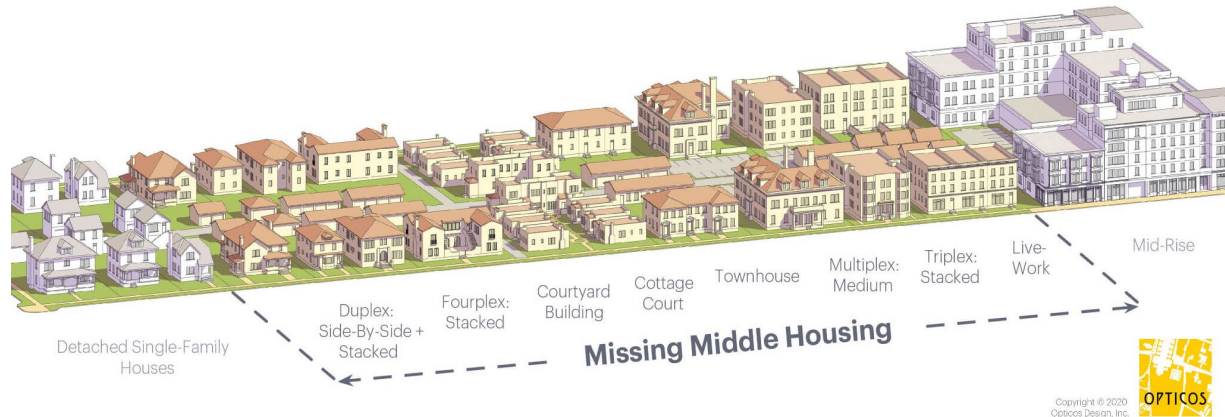 Detached Single-Family
Houses
Duplex:
Side-By-Side +
Stacked
Fourplex:
Stacked
Courtyard
Building
Cottage
Court
Townhouse
Multiplex:
Medium
Triplex:
Stacked
Live-
Work
Mid-Rise
Missing Middle Housing
Copyright © 2020
Opticos Design, Inc.
OPTICOS